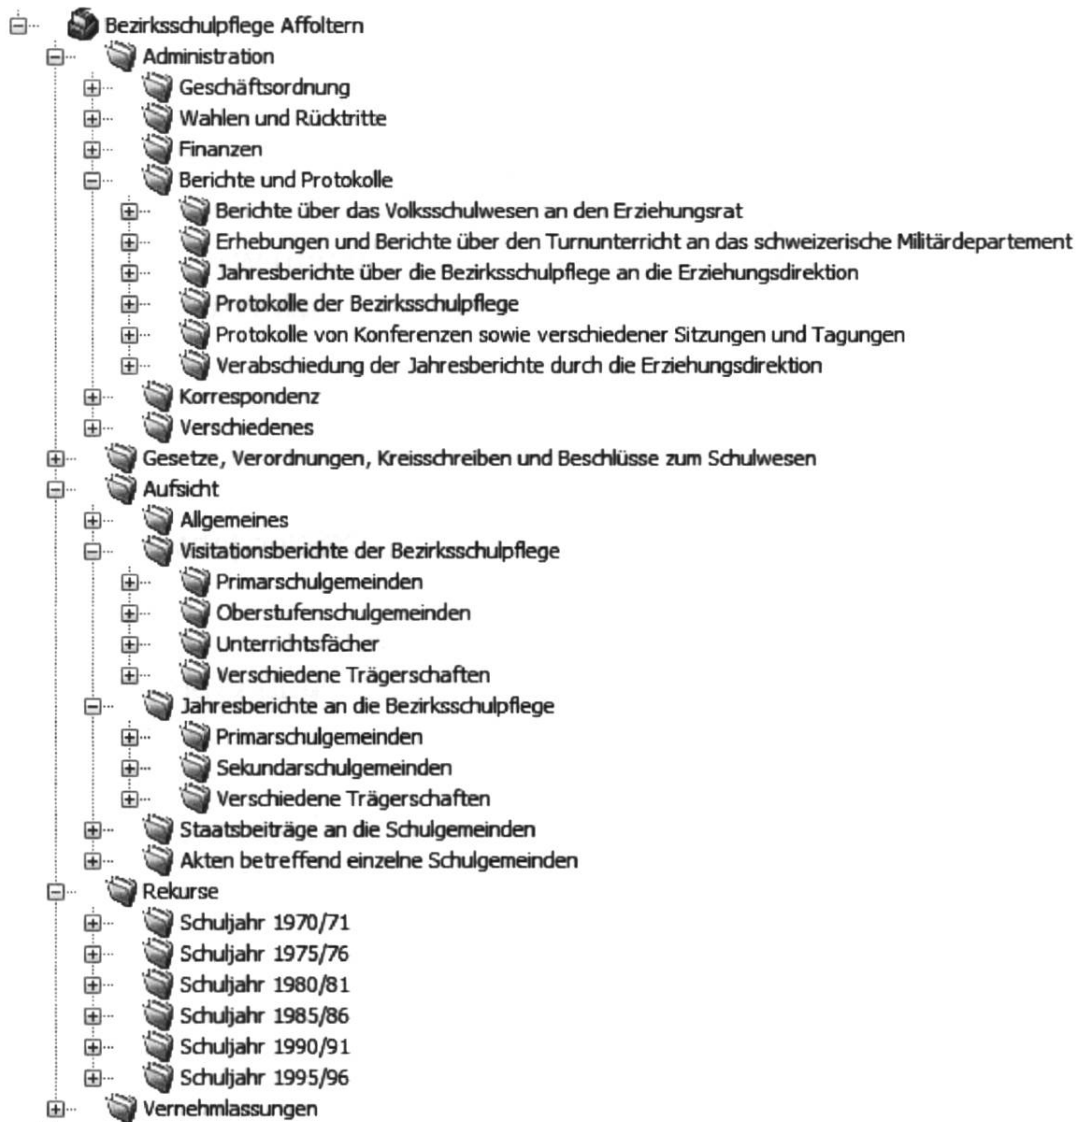 Bezirksschulpflege Affoltern
Administration
Geschäftsordnung
Wahlen und Rücktritte
Finanzen
Berichte und Protokolle
Berichte über das Volksschulwesen an den Erziehungsrat
Erhebungen und Berichte über den Turnunterricht an das schweizerische Militärdepartement
Jahresberichte über die Bezirksschulpflege an die Erziehungsdirektion
Protokolle der Bezirksschulpflege
Protokolle von Konferenzen sowie verschiedener Sitzungen und Tagungen
Verabschiedung der Jahresberichte durch die Erziehungsdirektion
Korrespondenz
Verschiedenes
Gesetze, Verordnungen, Kreisschreiben und Beschlüsse zum Schulwesen
Aufsicht
Allgemeines
Visitationsberichte der Bezirksschulpflege
Primarschulgemeinden
Oberstufenschulgemeinden
Unterrichtsfächer
Verschiedene Trägerschaften
Jahresberichte an die Bezirksschulpflege
Primarschulgemeinden
Sekundarschulgemeinden
Verschiedene Trägerschaften
Staatsbeiträge an die Schulgemeinden
Akten betreffend einzelne Schulgemeinden
Rekurse
Schuljahr 1970/71
Schuljahr 1975/76
Schuljahr 1980/81
Schuljahr 1985/86
Schuljahr 1990/91
Schuljahr 1995/96
Vernehmlassungen